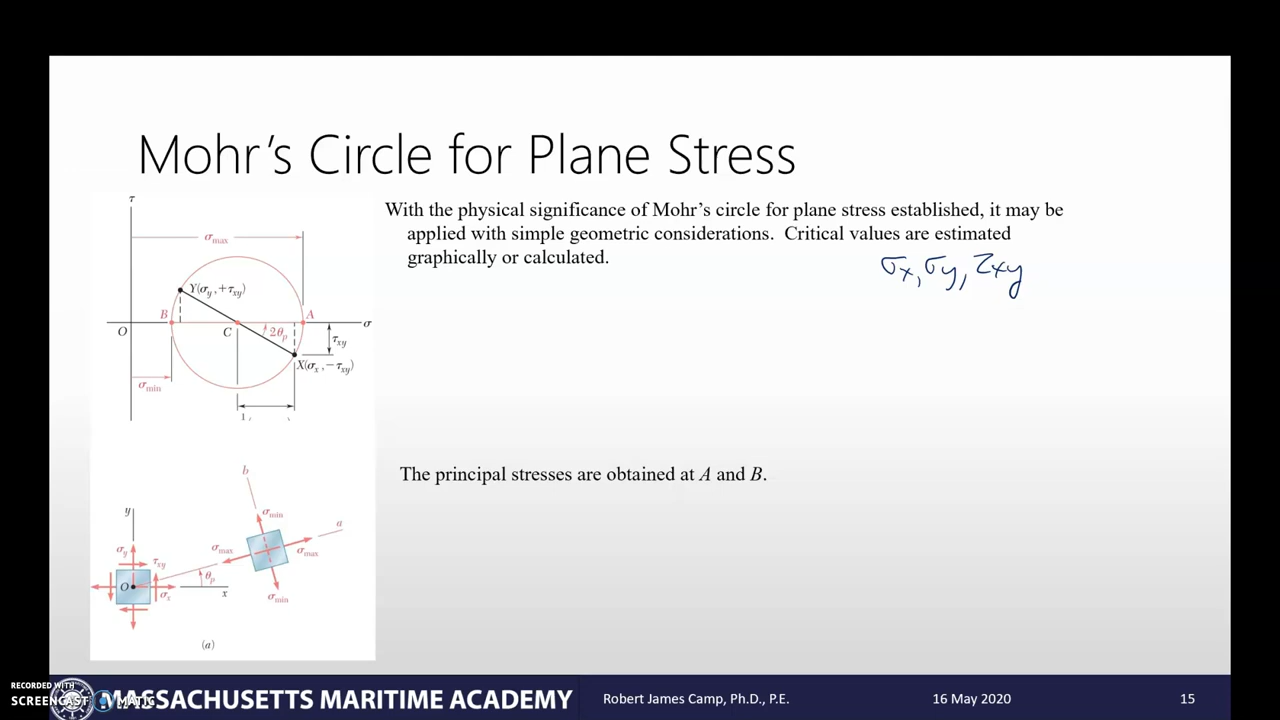 Mohr’s Circle for Plane Stress
With the physical significance of Mohr’s circle for plane stress established, it may be
applied with simple geometric considerations. Critical values are estimated
graphically or calculated.
σx, σy, τxy
τ
σmax
Y(σy, +τxy)
B
A
O
C
2θp
σ
τxy
X(σx, −τxy)
σmin
1
The principal stresses are obtained at A and B.
b
y
σmin
a
σy
τxy
σmax
σmax
O
θp
σx
x
σmin
(a)
RECORDED WITH
SCREENCAST MATIC
MASSACHUSETTS MARITIME ACADEMY
Robert James Camp, Ph.D., P.E.
16 May 2020
15